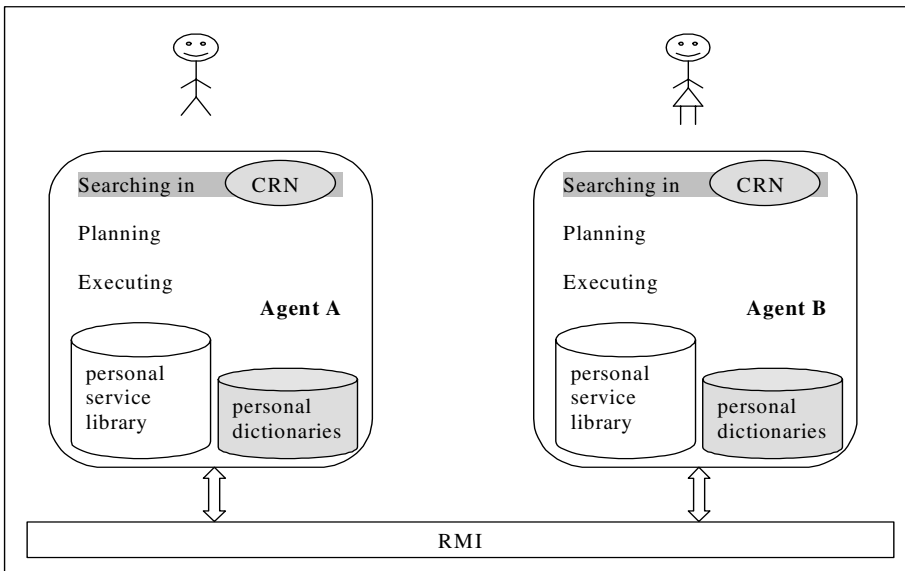 Searching in CRN
Planning
Executing
Agent A
personal
service
library
personal
dictionaries
Searching in CRN
Planning
Executing
Agent B
personal
service
library
personal
dictionaries
RMI